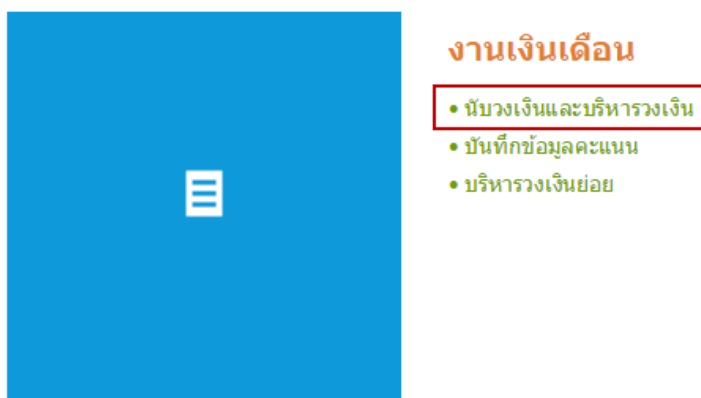 งานเงินเดือน
• นับวงเงินและบริหารวงเงิน
• บันทึกข้อมูลคะแนน
• บริหารวงเงินย่อย